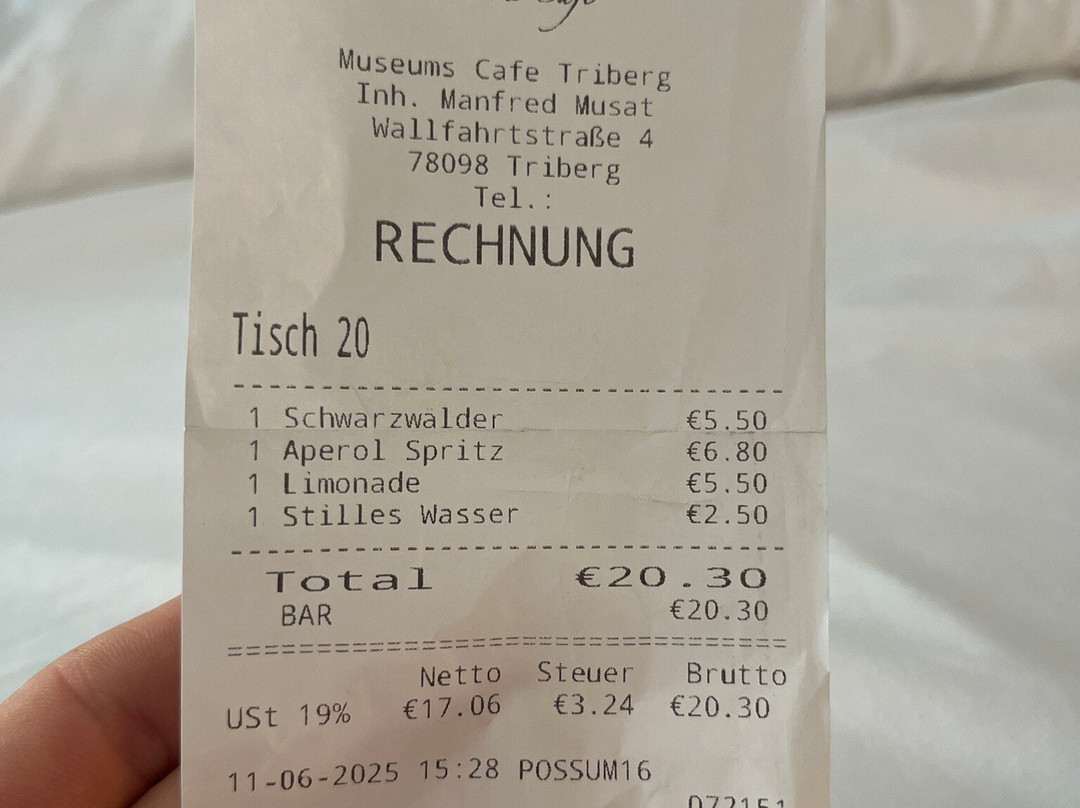 Museums Cafe Triberg
Inh. Manfred Musat
Wallfahrtstraße 4
78098 Triberg
Tel.:
RECHNUNG
Tisch 20
--------------------------------
1 Schwarzwälder €5.50
1 Aperol Spritz €6.80
1 Limonade €5.50
1 Stilles Wasser €2.50
--------------------------------
Total €20.30
BAR €20.30
================================
Netto Steuer Brutto
USt 19% €17.06 €3.24 €20.30
11-06-2025 15:28 POSSUM16